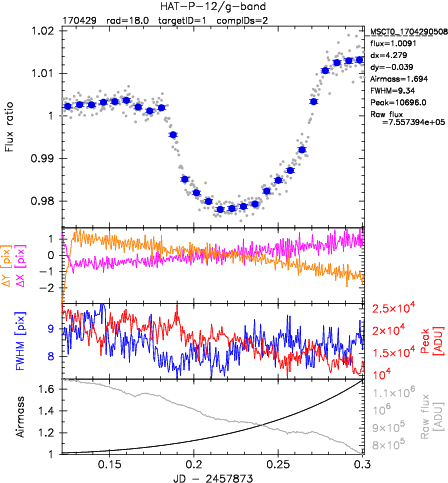 HAT-P-12/g-band
170429 rad=18.0 targetID=1 compIDs=2
MSCT0_1704290508
flux=1.0091
dx=4.279
dy=-0.039
Airmass=1.694
FWHM=9.34
Peak=10696.0
Raw flux
=7.557394e+05
Flux ratio
1.02
1.01
1
0.99
0.98
ΔY [pix]
ΔX [pix]
1
0
-1
-2
FWHM [pix]
9
8
2.5×10⁴
2×10⁴
1.5×10⁴
10⁴
Peak [ADU]
Airmass
1.6
1.4
1.2
1
1.1×10⁶
10⁶
9×10⁵
8×10⁵
Raw flux [ADU]
0.15 0.2 0.25 0.3
JD - 2457873